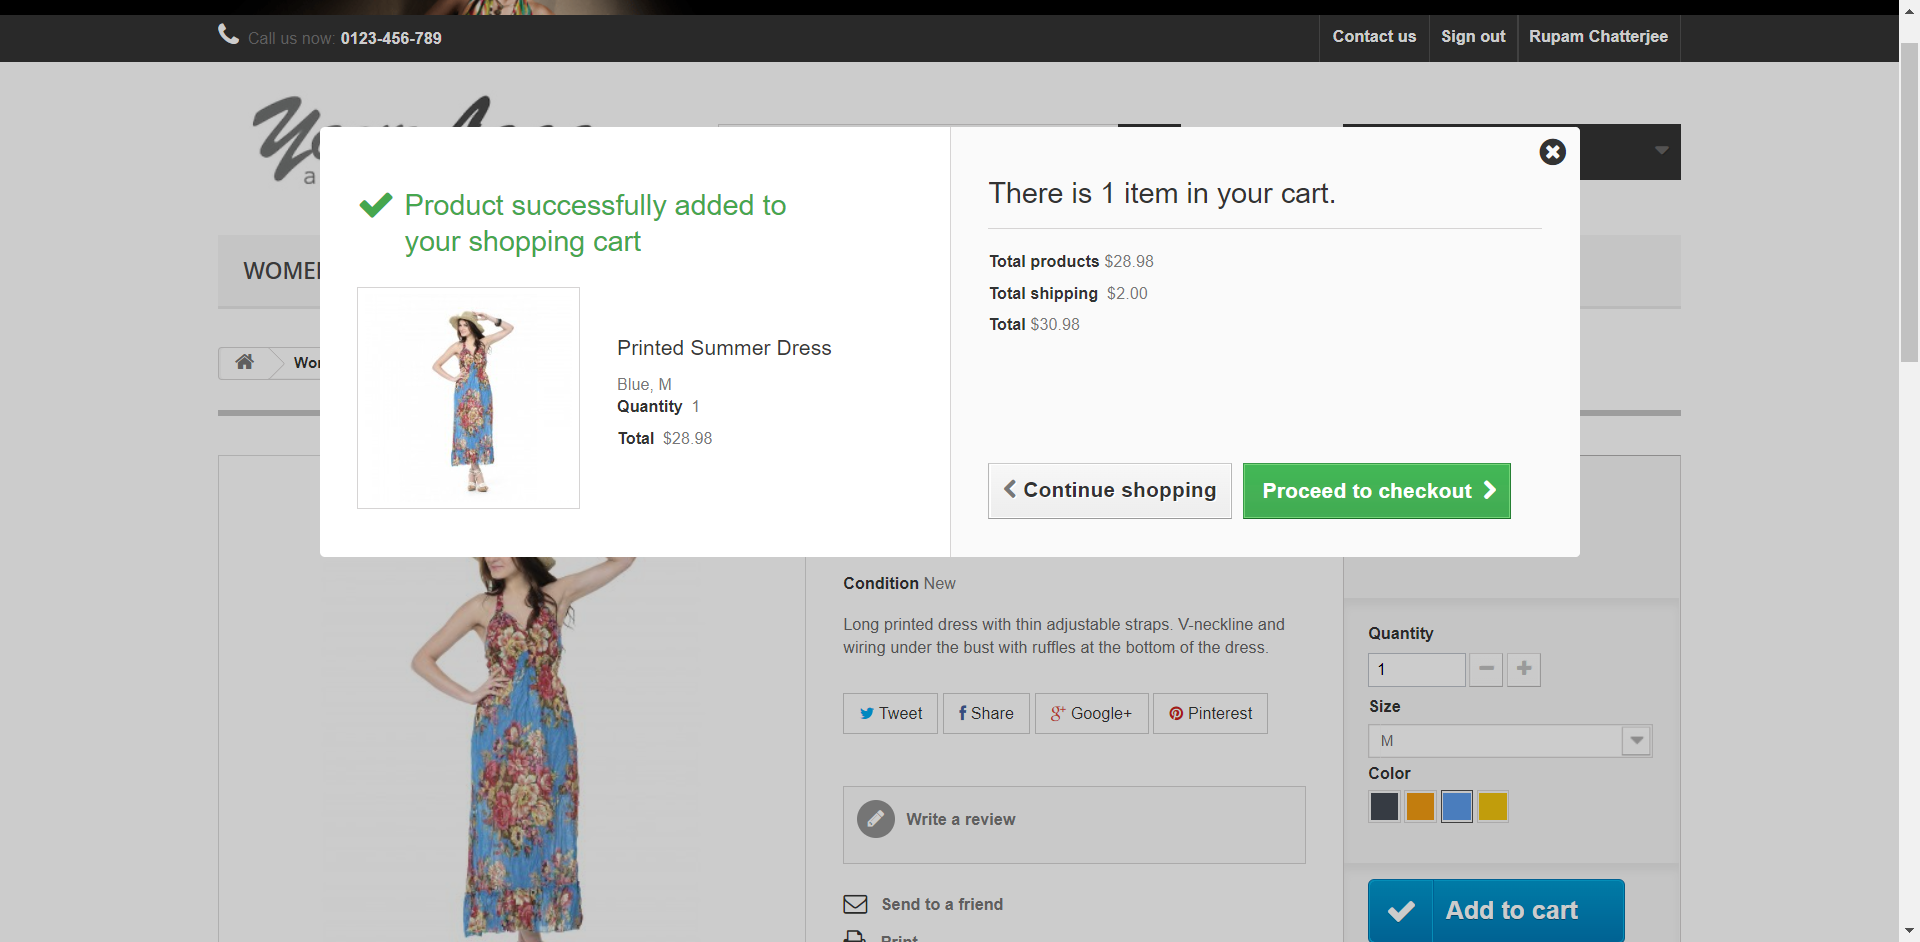 Call us now: 0123-456-789
Contact us
Sign out
Rupam Chatterjee
Product successfully added to
your shopping cart
Printed Summer Dress
Blue, M
Quantity 1
Total $28.98
There is 1 item in your cart.
Total products $28.98
Total shipping $2.00
Total $30.98
Continue shopping
Proceed to checkout
Condition New
Long printed dress with thin adjustable straps. V-neckline and
wiring under the bust with ruffles at the bottom of the dress.
Tweet
Share
Google+
Pinterest
Write a review
Send to a friend
Print
Quantity
1
Size
M
Color
Add to cart